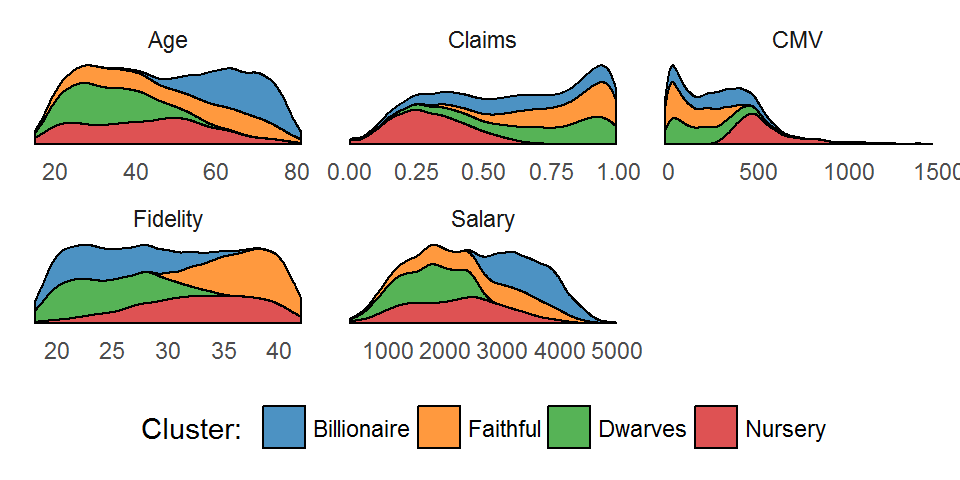 Age Claims CMV
20 40 60 80 0.00 0.25 0.50 0.75 1.00 0 500 1000 1500
Fidelity Salary
20 25 30 35 40 1000 2000 3000 4000 5000
Cluster: Billionaire Faithful Dwarves Nursery